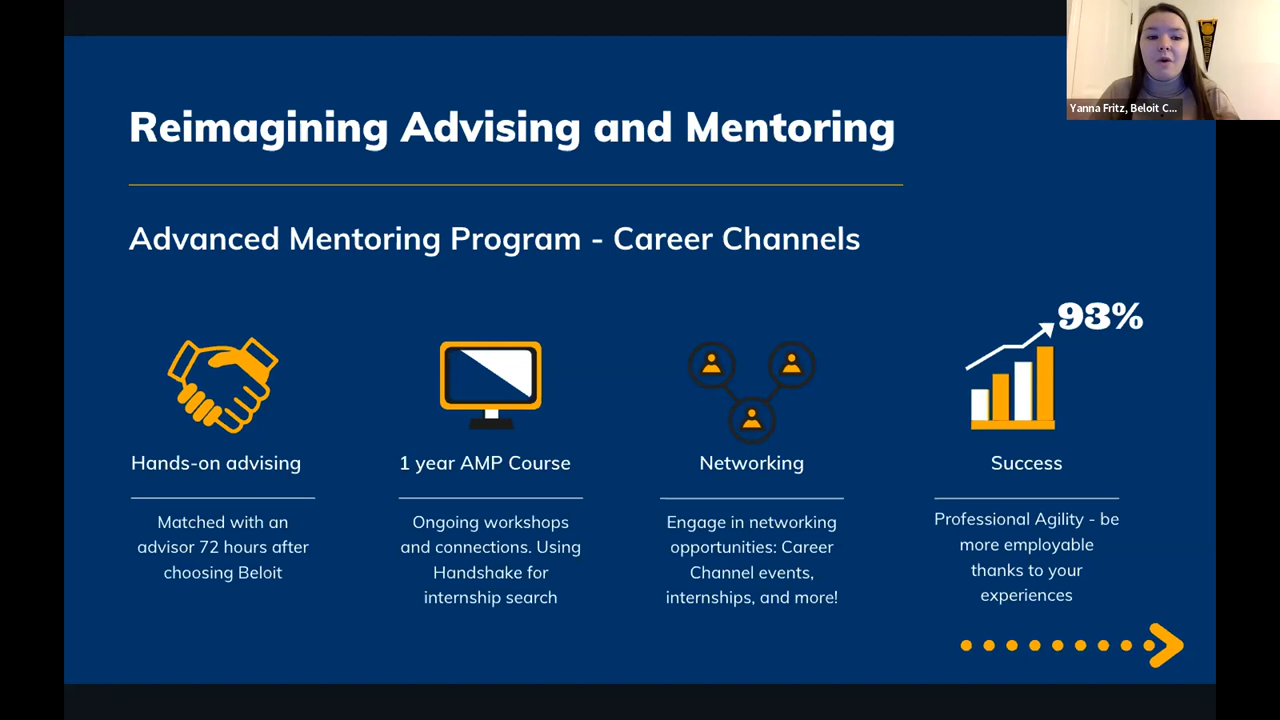 Yanna Fritz, Beloit C...
Reimagining Advising and Mentoring
Advanced Mentoring Program - Career Channels
93%
Hands-on advising
Matched with an
advisor 72 hours after
choosing Beloit
1 year AMP Course
Ongoing workshops
and connections. Using
Handshake for
internship search
Networking
Engage in networking
opportunities: Career
Channel events,
internships, and more!
Success
Professional Agility - be
more employable
thanks to your
experiences